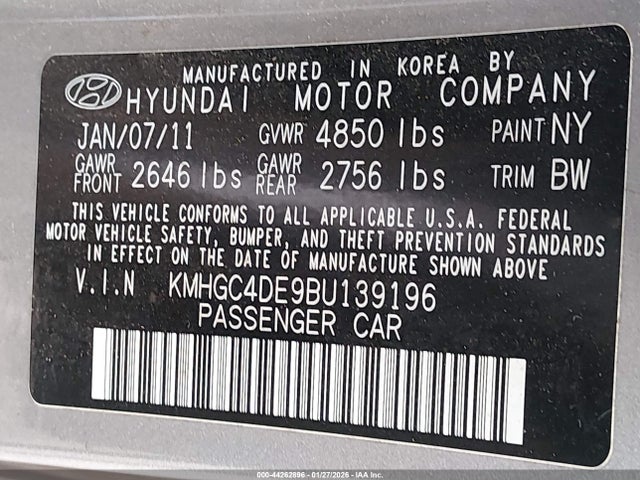 MANUFACTURED IN KOREA BY
HYUNDAI MOTOR COMPANY
JAN/07/11 GVWR 4850 lbs PAINT NY
GAWR FRONT 2646 lbs GAWR REAR 2756 lbs TRIM BW
THIS VEHICLE CONFORMS TO ALL APPLICABLE U.S.A. FEDERAL
MOTOR VEHICLE SAFETY, BUMPER, AND THEFT PREVENTION STANDARDS
IN EFFECT ON THE DATE OF MANUFACTURE SHOWN ABOVE
V.I.N KMHGC4DE9BU139196
PASSENGER CAR
000-44262696 - 01/27/2026 - IAA Inc.